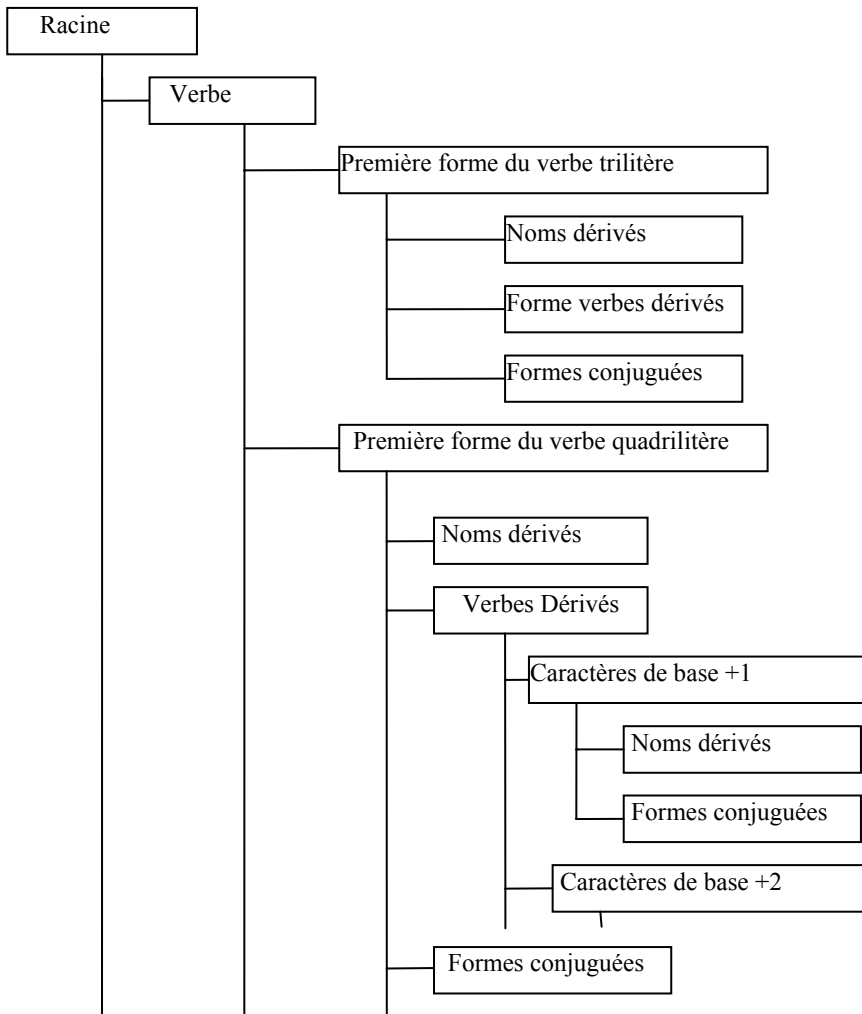 Racine
Verbe
Première forme du verbe trilitère
Noms dérivés
Forme verbes dérivés
Formes conjuguées
Première forme du verbe quadrilitère
Noms dérivés
Verbes Dérivés
Caractères de base +1
Noms dérivés
Formes conjuguées
Caractères de base +2
Formes conjuguées